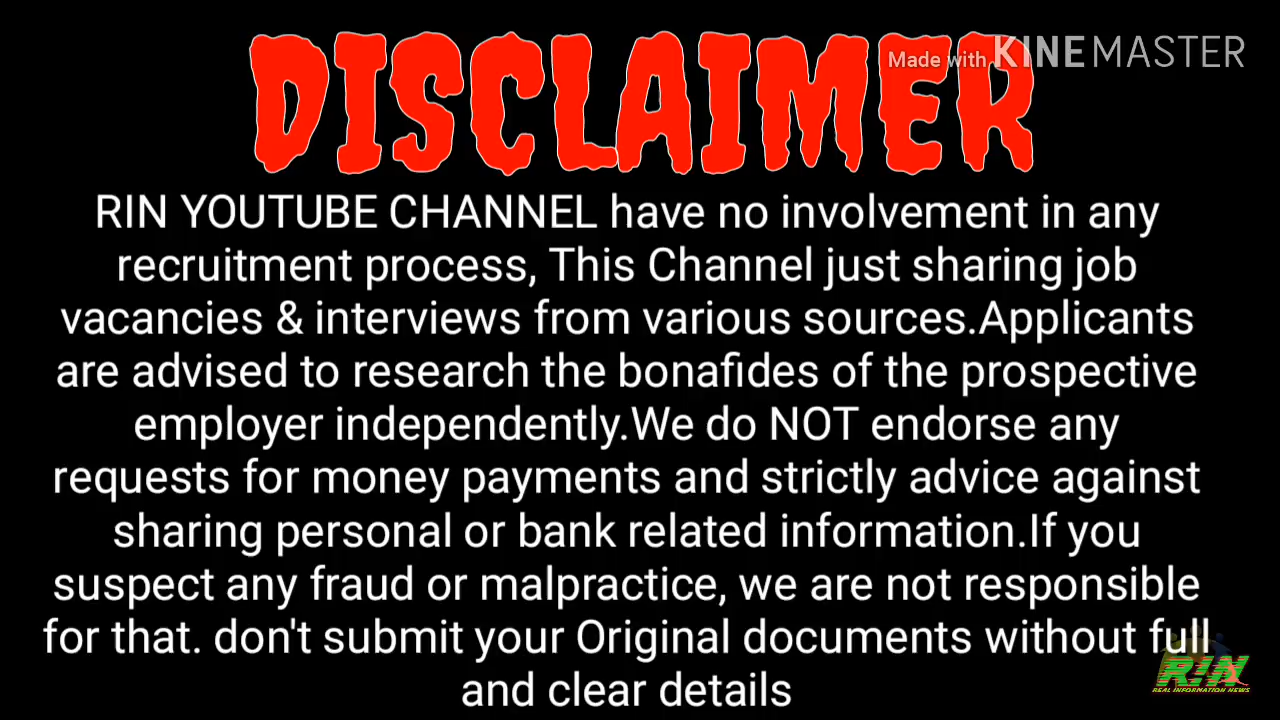 DISCLAIMER
Made with KINEMASTER
RIN YOUTUBE CHANNEL have no involvement in any
recruitment process, This Channel just sharing job
vacancies & interviews from various sources.Applicants
are advised to research the bonafides of the prospective
employer independently.We do NOT endorse any
requests for money payments and strictly advice against
sharing personal or bank related information.If you
suspect any fraud or malpractice, we are not responsible
for that. don't submit your Original documents without full
and clear details
RIN
REAL INFORMATION NEWS